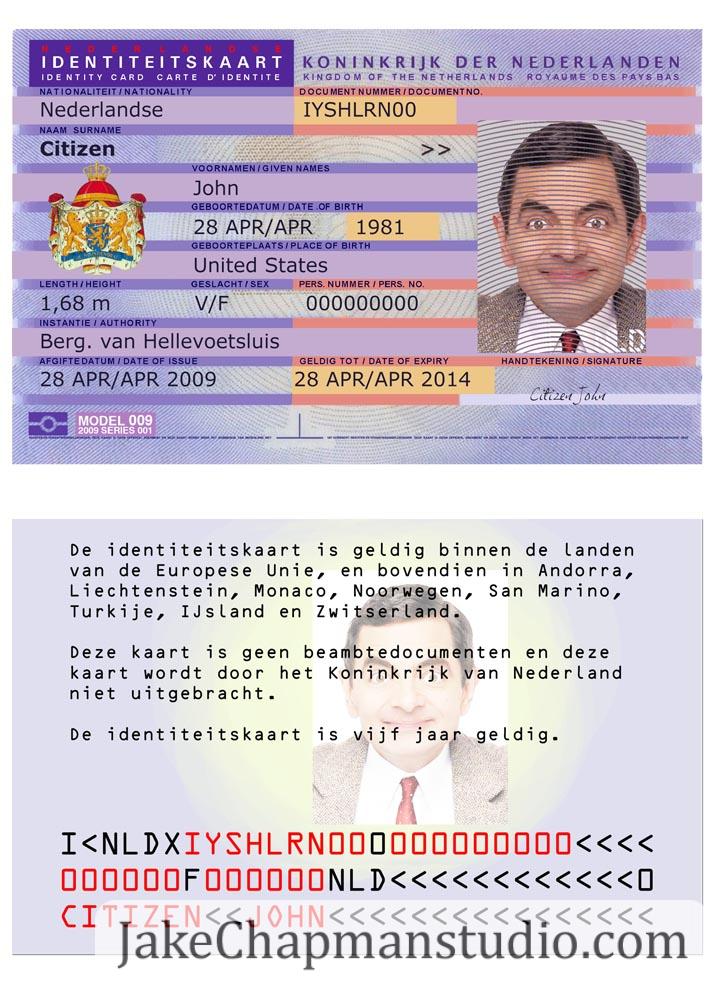 NEDERLANDSE
IDENTITEITSKAART
IDENTITY CARD CARTE D'IDENTITE
KONINKRIJK DER NEDERLANDEN
KINGDOM OF THE NETHERLANDS ROYAUME DES PAYS BAS
NATIONALITEIT / NATIONALITY DOCUMENT NUMMER / DOCUMENT NO.
Nederlandse IYSHLRN00
NAAM SURNAME
Citizen >>
VOORNAMEN / GIVEN NAMES
John
GEBOORTEDATUM / DATE .OF BIRTH
28 APR/APR 1981
GEBOORTEPLAATS / PLACE OF BIRTH
United States
LENGTH / HEIGHT GESLACHT / SEX PERS. NUMMER / PERS. NO.
1,68 m V/F 000000000
INSTANTIE / AUTHORITY
Berg. van Hellevoetsluis
AFGIFTEDATUM / DATE OF ISSUE GELDIG TOT / DATE OF EXPIRY HANDTEKENING / SIGNATURE
28 APR/APR 2009 28 APR/APR 2014
Citizen John
MODEL 009
2009 SERIES 001
De identiteitskaart is geldig binnen de landen
van de Europese Unie, en bovendien in Andorra,
Liechtenstein, Monaco, Noorwegen, San Marino,
Turkije, IJsland en Zwitserland.
Deze kaart is geen beambtedocumenten en deze
kaart wordt door het Koninkrijk van Nederland
niet uitgebracht.
De identiteitskaart is vijf jaar geldig.
I<NLDXIYSHLRN0000000000000<<<<
000000F000000NLD<<<<<<<<<<<<<0
CITIZEN<<JOHN<<<<<<<<<<<<<<<<<
JakeChapmanstudio.com